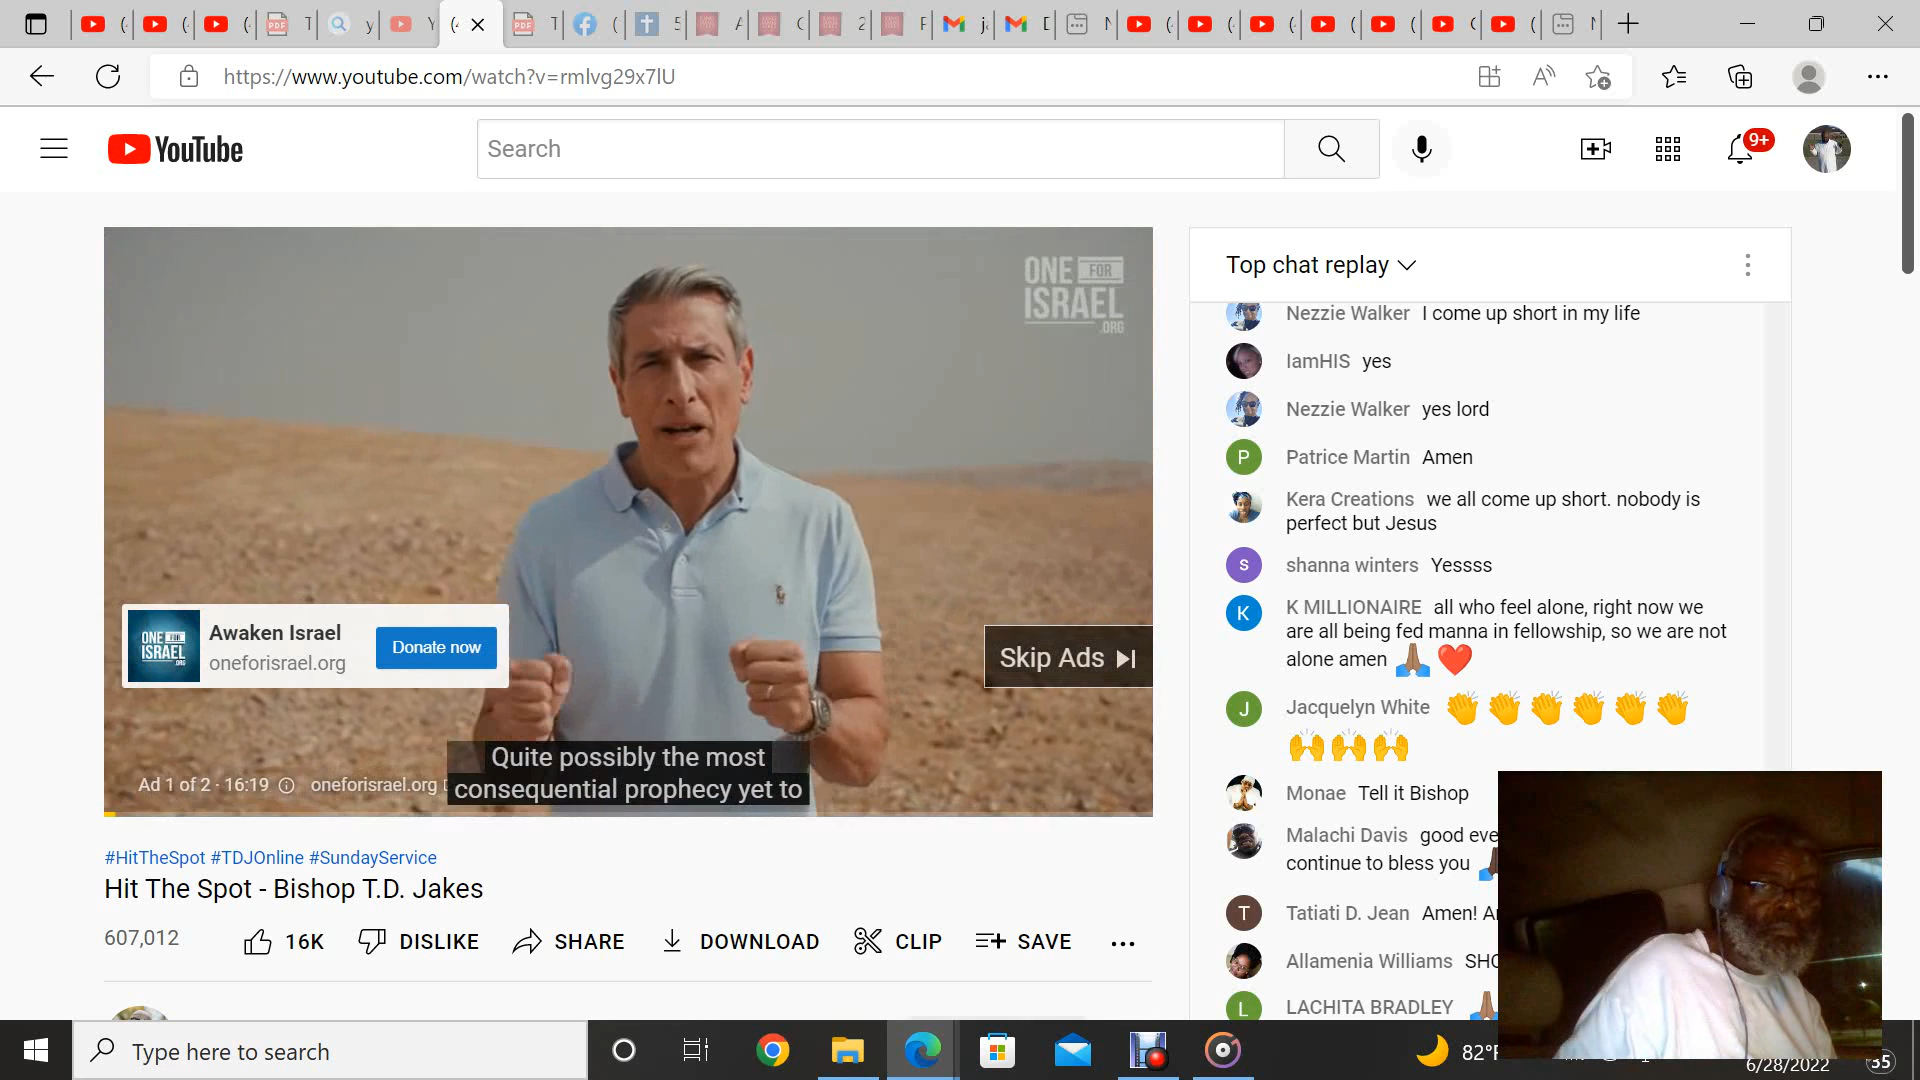 https://www.youtube.com/watch?v=rmlvg29x7lU
YouTube
Search
9+
ONE FOR
ISRAEL
.ORG
Awaken Israel
oneforisrael.org
Donate now
ONE FOR
ISRAEL
.ORG
Skip Ads
Quite possibly the most
consequential prophecy yet to
Ad 1 of 2 · 16:19
oneforisrael.org
#HitTheSpot #TDJOnline #SundayService
Hit The Spot - Bishop T.D. Jakes
607,012
16K
DISLIKE
SHARE
DOWNLOAD
CLIP
SAVE
Top chat replay
Nezzie Walker I come up short in my life
IamHIS yes
Nezzie Walker yes lord
P
Patrice Martin Amen
Kera Creations we all come up short. nobody is
perfect but Jesus
s
shanna winters Yessss
K
K MILLIONAIRE all who feel alone, right now we
are all being fed manna in fellowship, so we are not
alone amen 🙏🏽 ❤️
J
Jacquelyn White 👏👏👏👏👏👏
🙌🙌🙌
Monae Tell it Bishop
Malachi Davis good eve
continue to bless you
T
Tatiati D. Jean Amen!
Allamenia Williams SHO
L
LACHITA BRADLEY
Type here to search
82°F
6/28/2022
35